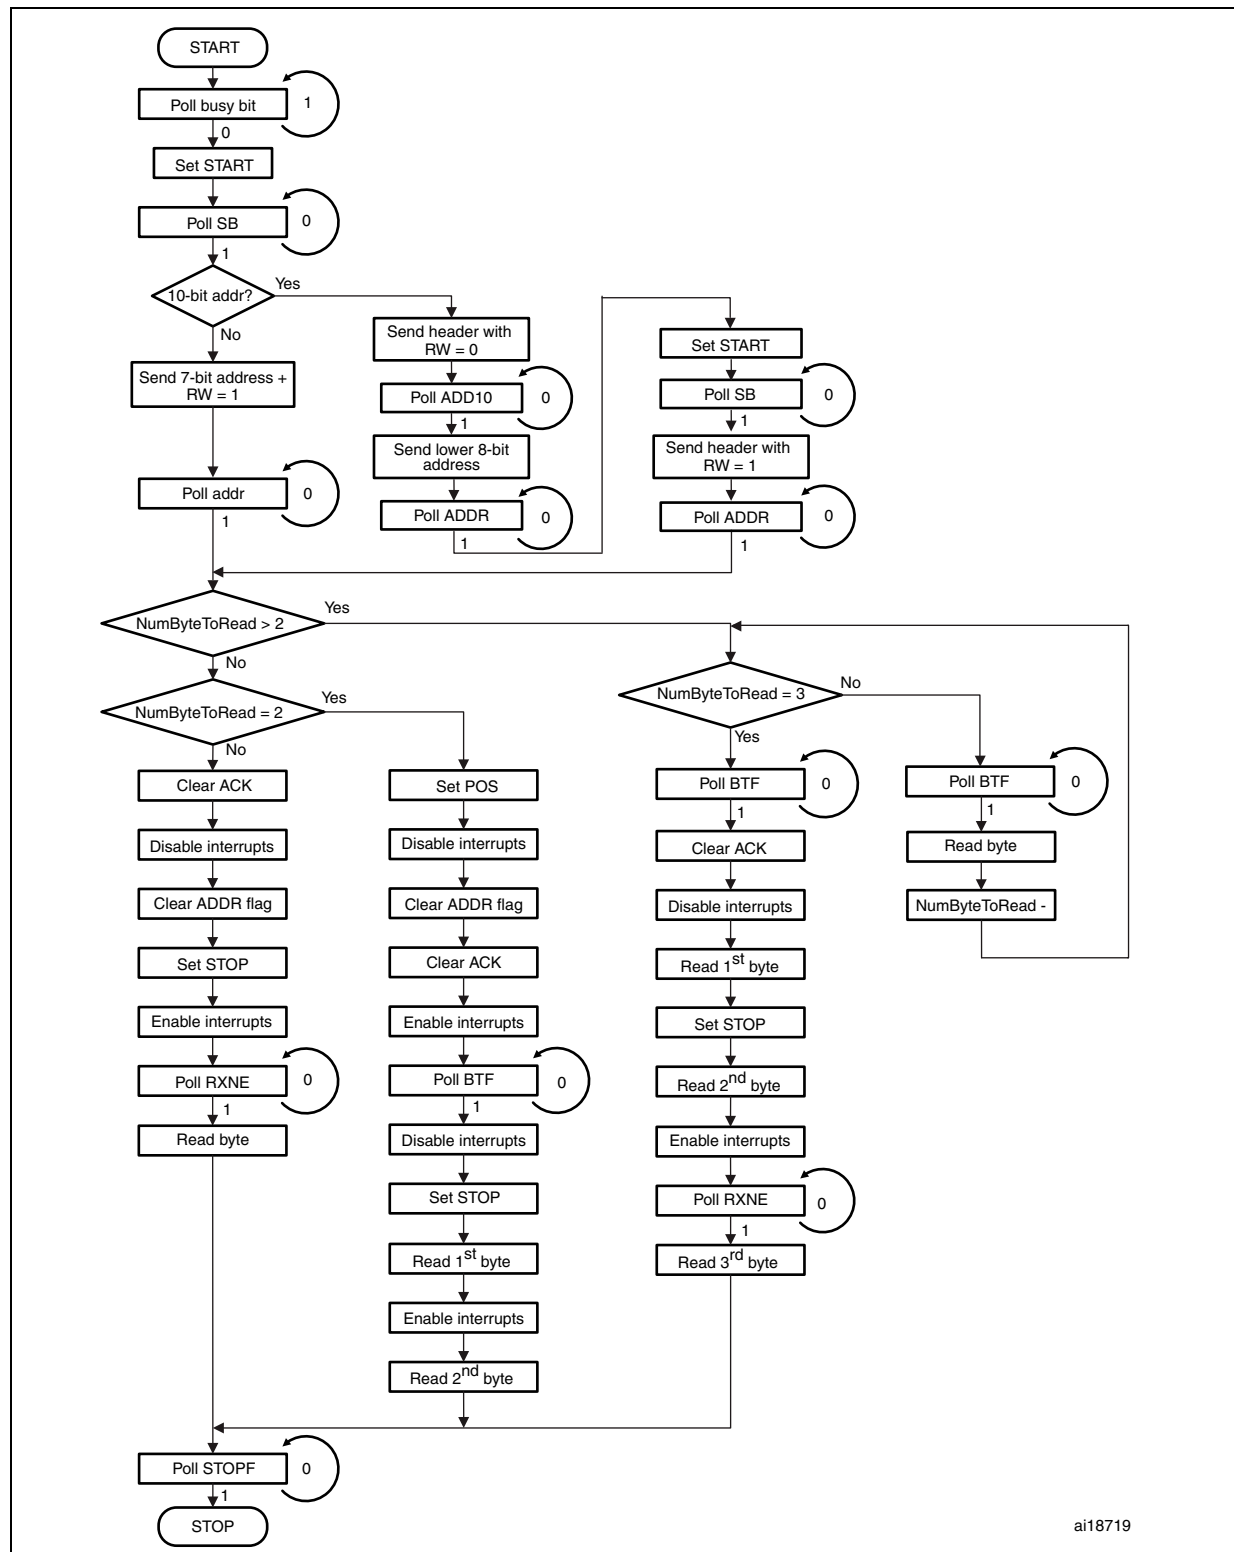 START
Poll busy bit
1
0
Set START
Poll SB
0
1
10-bit addr?
Yes
No
Send 7-bit address +
RW = 1
Poll addr
0
1
Send header with
RW = 0
Poll ADD10
0
1
Send lower 8-bit
address
Poll ADDR
0
1
Set START
Poll SB
0
1
Send header with
RW = 1
Poll ADDR
0
1
NumByteToRead > 2
Yes
No
NumByteToRead = 2
Yes
No
Clear ACK
Disable interrupts
Clear ADDR flag
Set STOP
Enable interrupts
Poll RXNE
0
1
Read byte
Set POS
Disable interrupts
Clear ADDR flag
Clear ACK
Enable interrupts
Poll BTF
0
1
Disable interrupts
Set STOP
Read 1st byte
Enable interrupts
Read 2nd byte
NumByteToRead = 3
No
Yes
Poll BTF
0
1
Clear ACK
Disable interrupts
Read 1st byte
Set STOP
Read 2nd byte
Enable interrupts
Poll RXNE
0
1
Read 3rd byte
Poll BTF
0
1
Read byte
NumByteToRead -
Poll STOPF
0
1
STOP
ai18719